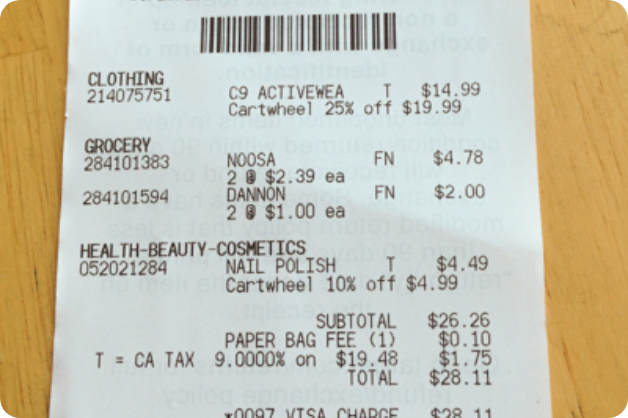 CLOTHING
214075751 C9 ACTIVEWEA T $14.99
Cartwheel 25% off $19.99
GROCERY
284101383 NOOSA FN $4.78
2 @ $2.39 ea
284101594 DANNON FN $2.00
2 @ $1.00 ea
HEALTH-BEAUTY-COSMETICS
052021284 NAIL POLISH T $4.49
Cartwheel 10% off $4.99
SUBTOTAL $26.26
PAPER BAG FEE (1) $0.10
T = CA TAX 9.0000% on $19.48 $1.75
TOTAL $28.11
*0097 VISA CHARGE $28.11